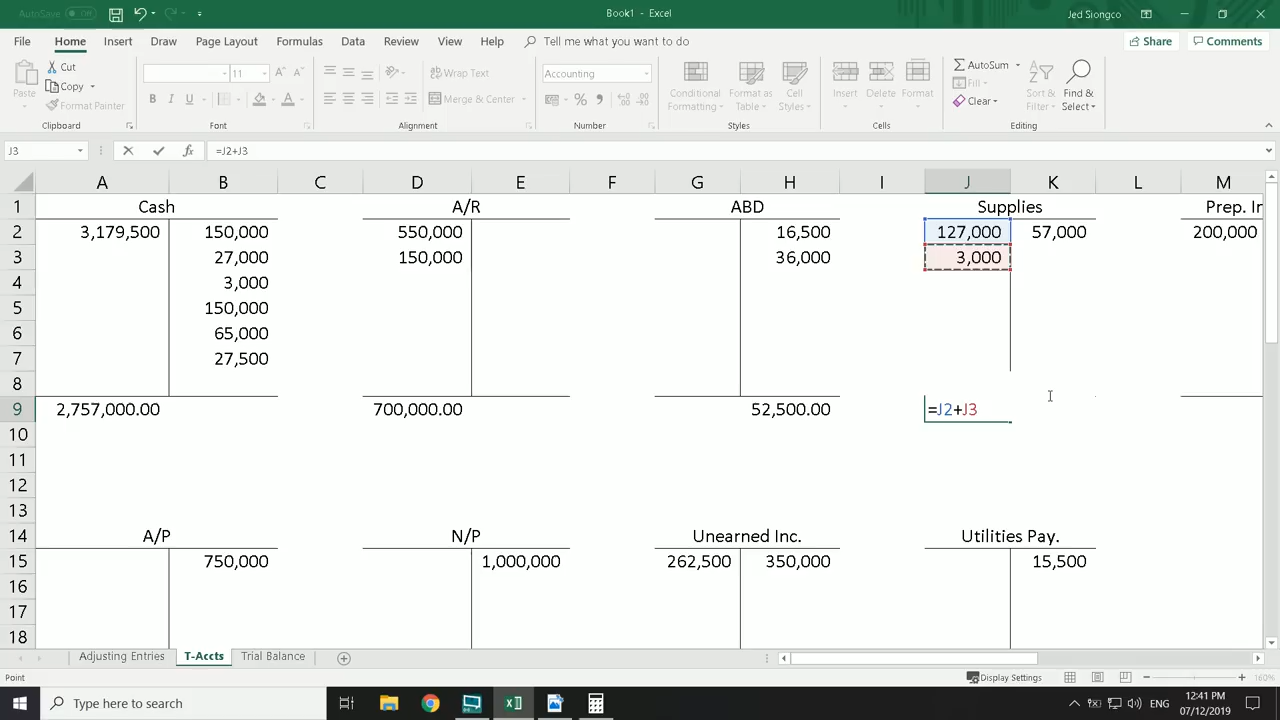 AutoSave Off Book1 - Excel Jed Siongco
File Home Insert Draw Page Layout Formulas Data Review View Help Tell me what you want to do Share Comments
Paste Cut Copy Format Painter
11
Wrap Text
Merge & Center
Accounting
Conditional Formatting Format as Table Cell Styles
Insert Delete Format
AutoSum Fill Clear
Sort & Filter Find & Select
Clipboard Font Alignment Number Styles Cells Editing
J3 fx =J2+J3
A B C D E F G H I J K L M
1 Cash A/R ABD Supplies Prep. In
2 3,179,500 150,000 550,000 16,500 127,000 57,000 200,000
3 27,000 150,000 36,000 3,000
4 3,000
5 150,000
6 65,000
7 27,500
8
9 2,757,000.00 700,000.00 52,500.00 =J2+J3
10
11
12
13
14 A/P N/P Unearned Inc. Utilities Pay.
15 750,000 1,000,000 262,500 350,000 15,500
16
17
18
Adjusting Entries T-Accts Trial Balance
Point Display Settings 160%
Type here to search ENG 12:41 PM
07/12/2019